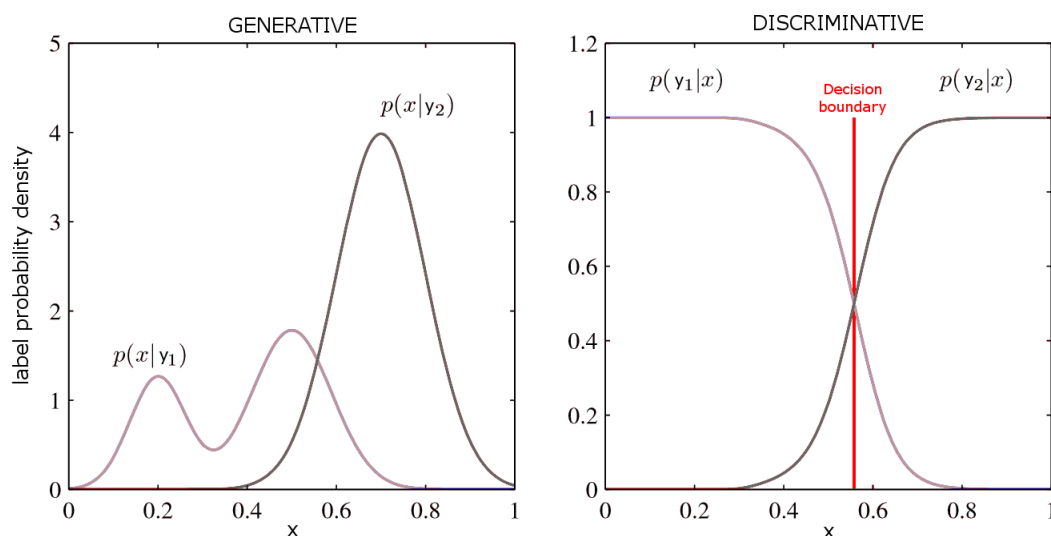 GENERATIVE
5
4
3
2
1
0
label probability density
p(x|y₁)
p(x|y₂)
0 0.2 0.4 0.6 0.8 1
x
DISCRIMINATIVE
1.2
1
0.8
0.6
0.4
0.2
0
p(y₁|x)
Decision
boundary
p(y₂|x)
0 0.2 0.4 0.6 0.8 1
x